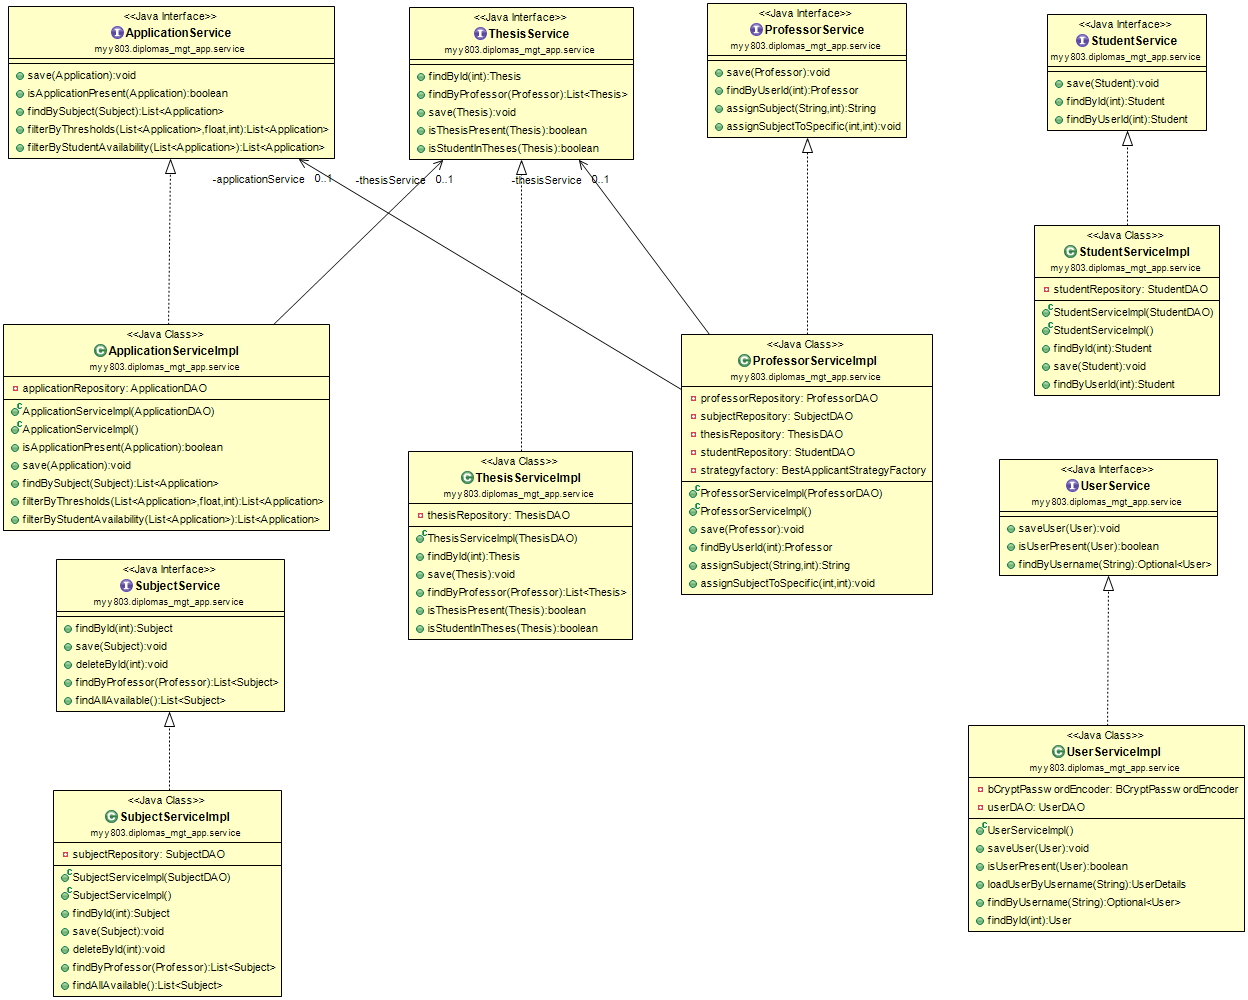 <<Java Interface>>
ApplicationService
myy803.diplomas_mgt_app.service
save(Application):void
isApplicationPresent(Application):boolean
findBySubject(Subject):List<Application>
filterByThresholds(List<Application>,float,int):List<Application>
filterByStudentAvailability(List<Application>):List<Application>
<<Java Interface>>
ThesisService
myy803.diplomas_mgt_app.service
findById(int):Thesis
findByProfessor(Professor):List<Thesis>
save(Thesis):void
isThesisPresent(Thesis):boolean
isStudentInTheses(Thesis):boolean
<<Java Interface>>
ProfessorService
myy803.diplomas_mgt_app.service
save(Professor):void
findByUserId(int):Professor
assignSubject(String,int):String
assignSubjectToSpecific(int,int):void
<<Java Interface>>
StudentService
myy803.diplomas_mgt_app.service
save(Student):void
findById(int):Student
findByUserId(int):Student
-applicationService 0..1
-thesisService 0..1
-thesisService 0..1
<<Java Class>>
StudentServiceImpl
myy803.diplomas_mgt_app.service
studentRepository: StudentDAO
StudentServiceImpl(StudentDAO)
StudentServiceImpl()
findById(int):Student
save(Student):void
findByUserId(int):Student
<<Java Class>>
ApplicationServiceImpl
myy803.diplomas_mgt_app.service
applicationRepository: ApplicationDAO
ApplicationServiceImpl(ApplicationDAO)
ApplicationServiceImpl()
isApplicationPresent(Application):boolean
save(Application):void
findBySubject(Subject):List<Application>
filterByThresholds(List<Application>,float,int):List<Application>
filterByStudentAvailability(List<Application>):List<Application>
<<Java Class>>
ProfessorServiceImpl
myy803.diplomas_mgt_app.service
professorRepository: ProfessorDAO
subjectRepository: SubjectDAO
thesisRepository: ThesisDAO
studentRepository: StudentDAO
strategyfactory: BestApplicantStrategyFactory
ProfessorServiceImpl(ProfessorDAO)
ProfessorServiceImpl()
save(Professor):void
findByUserId(int):Professor
assignSubject(String,int):String
assignSubjectToSpecific(int,int):void
<<Java Class>>
ThesisServiceImpl
myy803.diplomas_mgt_app.service
thesisRepository: ThesisDAO
ThesisServiceImpl(ThesisDAO)
findById(int):Thesis
save(Thesis):void
findByProfessor(Professor):List<Thesis>
isThesisPresent(Thesis):boolean
isStudentInTheses(Thesis):boolean
<<Java Interface>>
UserService
myy803.diplomas_mgt_app.service
saveUser(User):void
isUserPresent(User):boolean
findByUsername(String):Optional<User>
<<Java Interface>>
SubjectService
myy803.diplomas_mgt_app.service
findById(int):Subject
save(Subject):void
deleteById(int):void
findByProfessor(Professor):List<Subject>
findAllAvailable():List<Subject>
<<Java Class>>
UserServiceImpl
myy803.diplomas_mgt_app.service
bCryptPasswordEncoder: BCryptPasswordEncoder
userDAO: UserDAO
UserServiceImpl()
saveUser(User):void
isUserPresent(User):boolean
loadUserByUsername(String):UserDetails
findByUsername(String):Optional<User>
findById(int):User
<<Java Class>>
SubjectServiceImpl
myy803.diplomas_mgt_app.service
subjectRepository: SubjectDAO
SubjectServiceImpl(SubjectDAO)
SubjectServiceImpl()
findById(int):Subject
save(Subject):void
deleteById(int):void
findByProfessor(Professor):List<Subject>
findAllAvailable():List<Subject>